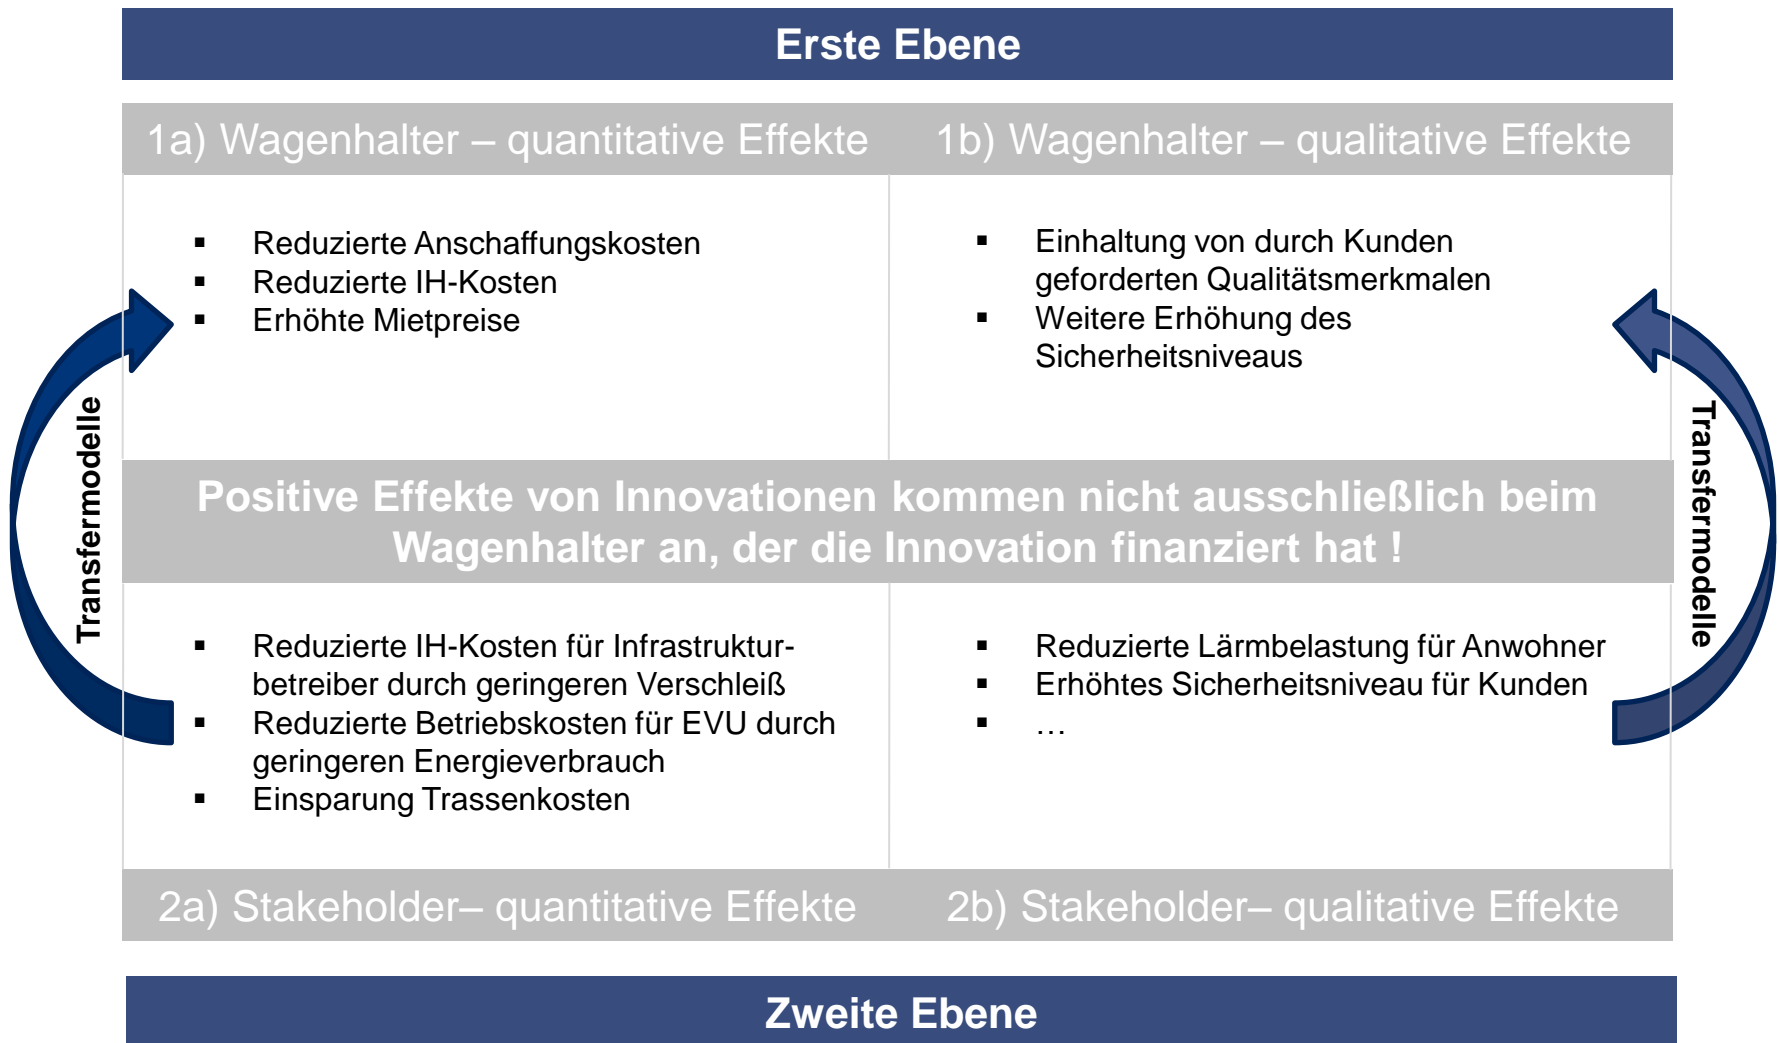 Erste Ebene
1a) Wagenhalter – quantitative Effekte
1b) Wagenhalter – qualitative Effekte
▪ Reduzierte Anschaffungskosten
▪ Reduzierte IH-Kosten
▪ Erhöhte Mietpreise
▪ Einhaltung von durch Kunden
geforderten Qualitätsmerkmalen
▪ Weitere Erhöhung des
Sicherheitsniveaus
Transfermodelle
Transfermodelle
Positive Effekte von Innovationen kommen nicht ausschließlich beim
Wagenhalter an, der die Innovation finanziert hat !
▪ Reduzierte IH-Kosten für Infrastruktur-
betreiber durch geringeren Verschleiß
▪ Reduzierte Betriebskosten für EVU durch
geringeren Energieverbrauch
▪ Einsparung Trassenkosten
▪ Reduzierte Lärmbelastung für Anwohner
▪ Erhöhtes Sicherheitsniveau für Kunden
▪ …
2a) Stakeholder– quantitative Effekte
2b) Stakeholder– qualitative Effekte
Zweite Ebene